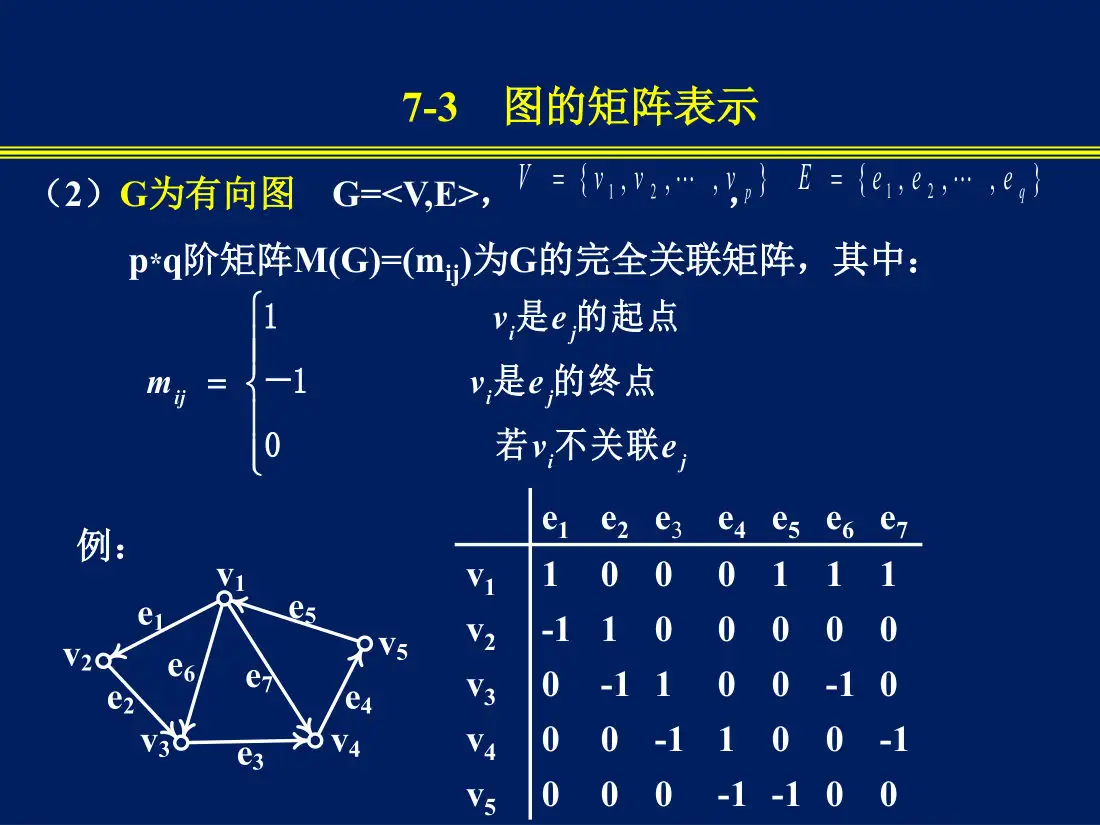 7-3 图的矩阵表示
（2）G为有向图 G=<V,E>， V = { v1 , v2 , ⋯ , vp } ， E = { e1 , e2 , ⋯ , eq }
p*q阶矩阵M(G)=(mij)为G的完全关联矩阵，其中：
1 vi是ej的起点
mij = { −1 vi是ej的终点
0 若vi不关联ej
例：
v1
e1 e5
v2 e6 e7 v5
e2 e4
v3 e3 v4
e1 e2 e3 e4 e5 e6 e7
v1 1 0 0 0 1 1 1
v2 -1 1 0 0 0 0 0
v3 0 -1 1 0 0 -1 0
v4 0 0 -1 1 0 0 -1
v5 0 0 0 -1 -1 0 0